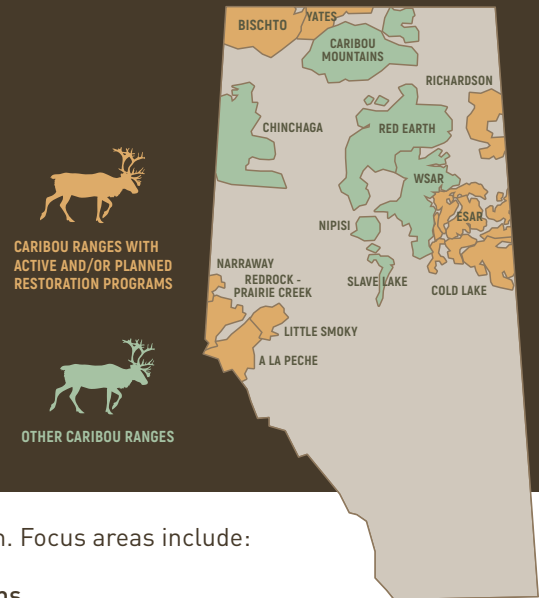 BISCHTO
YATES
CARIBOU
MOUNTAINS
RICHARDSON
CHINCHAGA
RED EARTH
WSAR
ESAR
NIPISI
NARRAWAY
REDROCK -
PRAIRIE CREEK
SLAVE LAKE
COLD LAKE
LITTLE SMOKY
A LA PECHE
CARIBOU RANGES WITH
ACTIVE AND/OR PLANNED
RESTORATION PROGRAMS
OTHER CARIBOU RANGES
. Focus areas include: